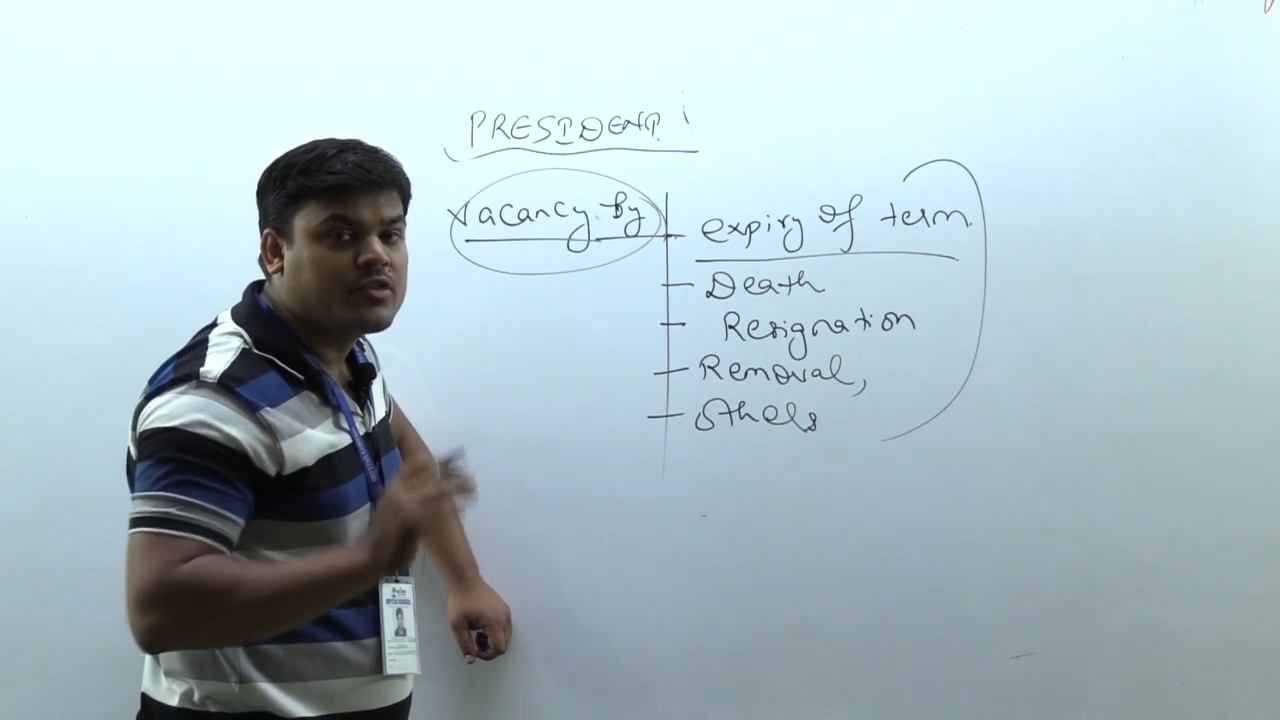 PRESIDENT
Vacancy by
expiry of term.
Death
Resignation
Removal,
Others